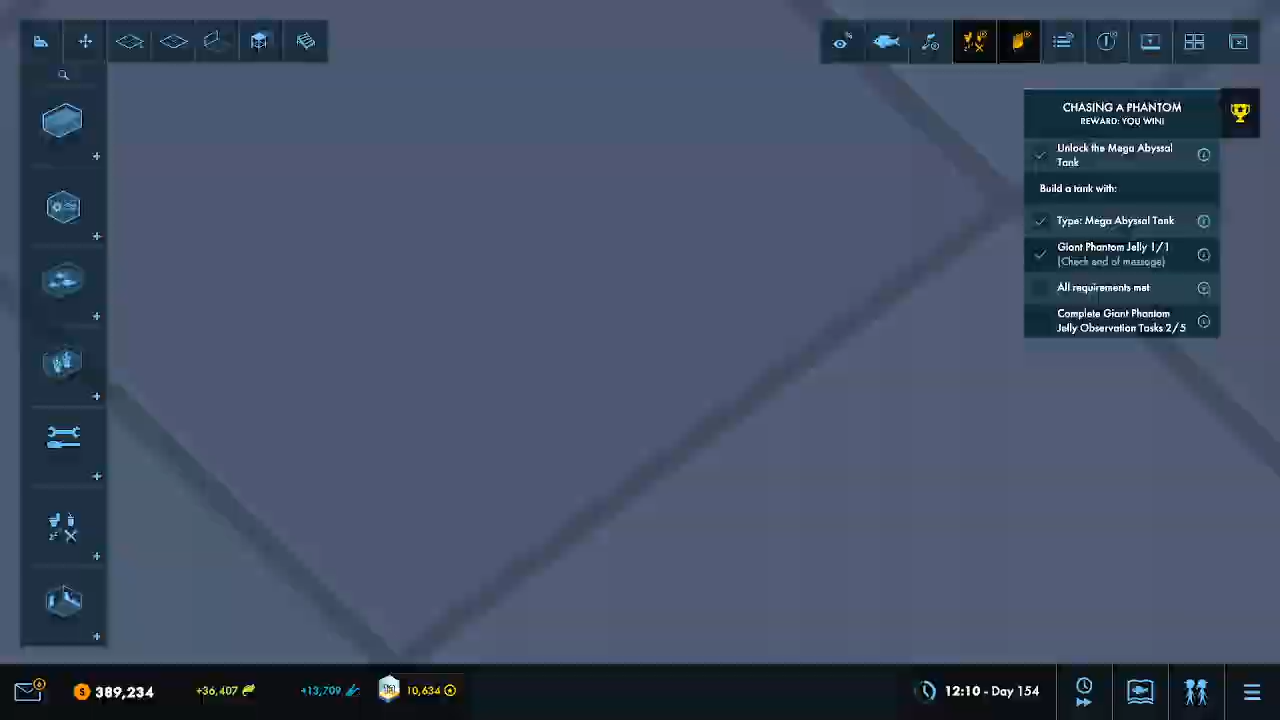 CHASING A PHANTOM
REWARD: YOU WIN!
Unlock the Mega Abyssal
Tank
Build a tank with:
Type: Mega Abyssal Tank
Giant Phantom Jelly 1/1
(Check end of message)
All requirements met
Complete Giant Phantom
Jelly Observation Tasks 2/5
389,234
+36,407
+13,709
10,634
12:10 - Day 154